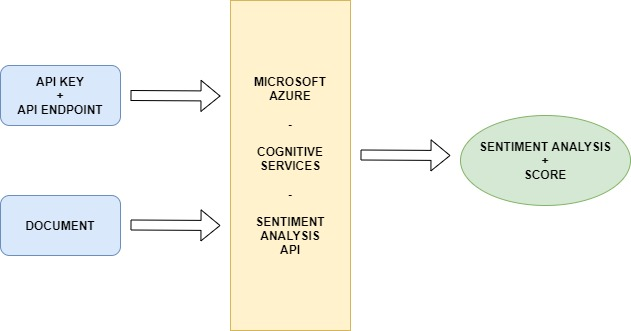 API KEY
+
API ENDPOINT
DOCUMENT
MICROSOFT
AZURE
-
COGNITIVE
SERVICES
-
SENTIMENT
ANALYSIS
API
SENTIMENT ANALYSIS
+
SCORE